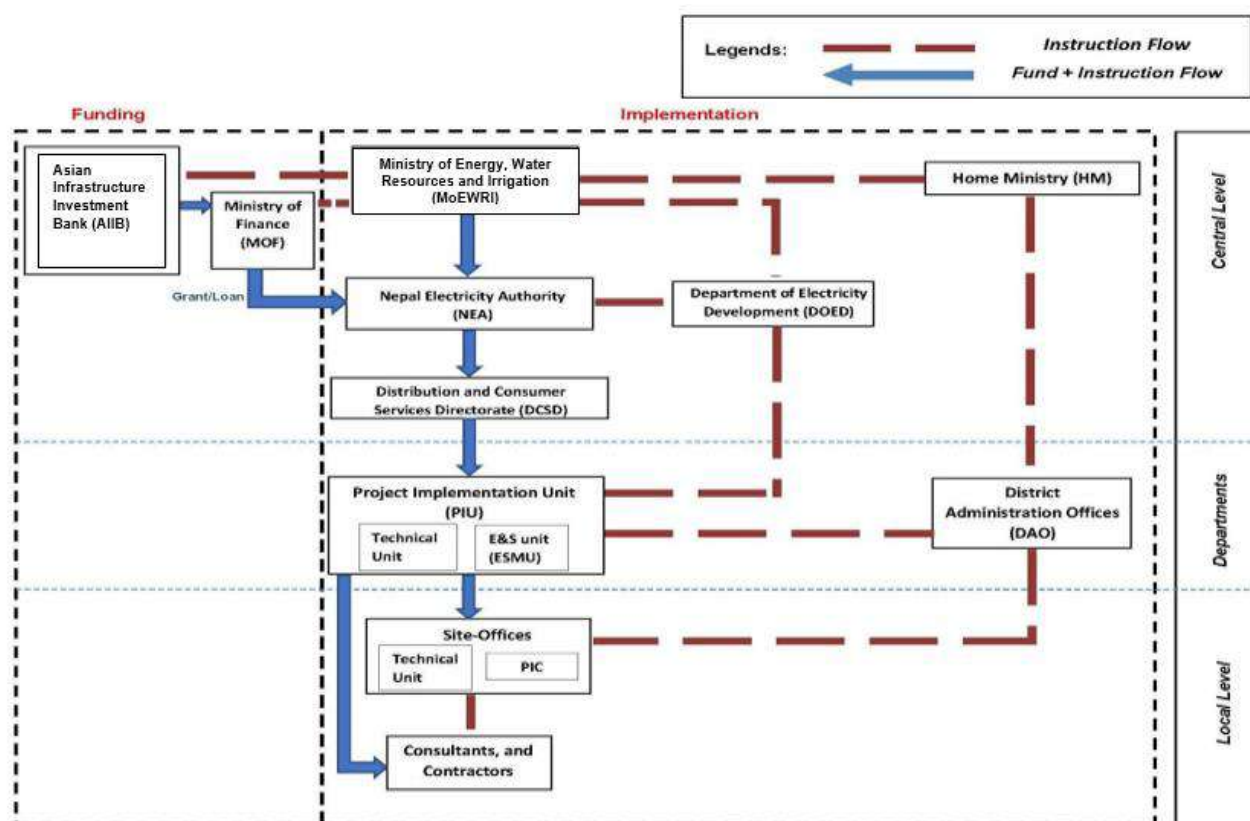 Legends:
Instruction Flow
Fund + Instruction Flow
Funding
Implementation
Asian
Infrastructure
Investment
Bank (AIIB)
Ministry of
Finance
(MOF)
Grant/Loan
Ministry of Energy, Water
Resources and Irrigation
(MoEWRI)
Home Ministry (HM)
Nepal Electricity Authority
(NEA)
Department of Electricity
Development (DOED)
Distribution and Consumer
Services Directorate (DCSD)
Central Level
Project Implementation Unit
(PIU)
Technical
Unit
E&S unit
(ESMU)
District
Administration Offices
(DAO)
Departments
Site-Offices
Technical
Unit
PIC
Consultants, and
Contractors
Local Level